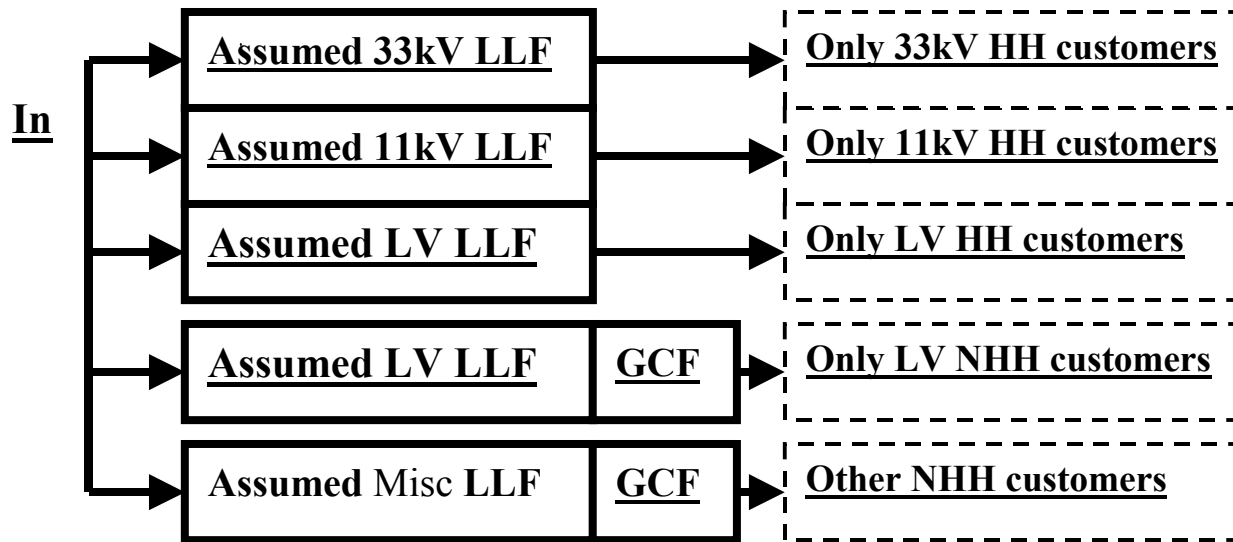 In
Assumed 33kV LLF
Only 33kV HH customers
Assumed 11kV LLF
Only 11kV HH customers
Assumed LV LLF
Only LV HH customers
Assumed LV LLF
GCF
Only LV NHH customers
Assumed Misc LLF
GCF
Other NHH customers